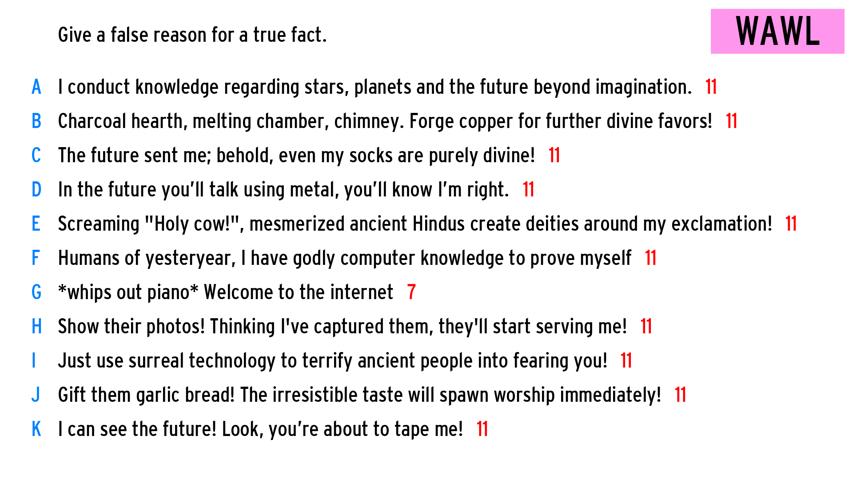 Give a false reason for a true fact.
WAWL
A I conduct knowledge regarding stars, planets and the future beyond imagination. 11
B Charcoal hearth, melting chamber, chimney. Forge copper for further divine favors! 11
C The future sent me; behold, even my socks are purely divine! 11
D In the future you'll talk using metal, you'll know I'm right. 11
E Screaming "Holy cow!", mesmerized ancient Hindus create deities around my exclamation! 11
F Humans of yesteryear, I have godly computer knowledge to prove myself 11
G *whips out piano* Welcome to the internet 7
H Show their photos! Thinking I've captured them, they'll start serving me! 11
I Just use surreal technology to terrify ancient people into fearing you! 11
J Gift them garlic bread! The irresistible taste will spawn worship immediately! 11
K I can see the future! Look, you're about to tape me! 11